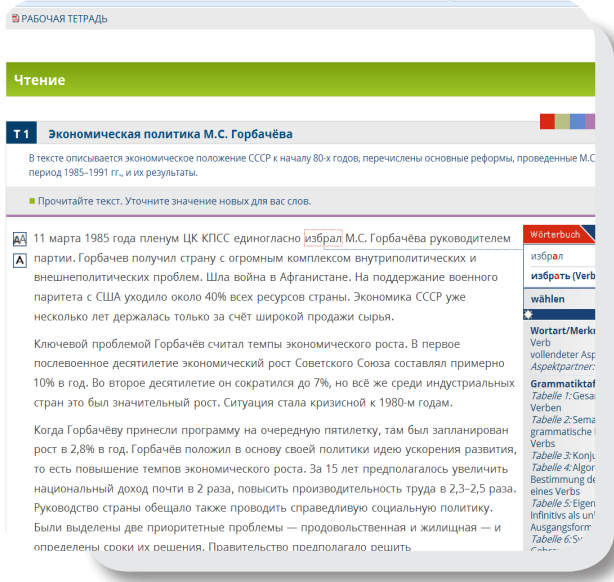 РАБОЧАЯ ТЕТРАДЬ
Чтение
Т 1 Экономическая политика М.С. Горбачёва
В тексте описывается экономическое положение СССР к началу 80-х годов, перечислены основные реформы, проведенные М.С
период 1985–1991 гг., и их результаты.
Прочитайте текст. Уточните значение новых для вас слов.
11 марта 1985 года пленум ЦК КПСС единогласно избрал М.С. Горбачёва руководителем
партии. Горбачев получил страну с огромным комплексом внутриполитических и
внешнеполитических проблем. Шла война в Афганистане. На поддержание военного
паритета с США уходило около 40% всех ресурсов страны. Экономика СССР уже
несколько лет держалась только за счёт широкой продажи сырья.
Ключевой проблемой Горбачёв считал темпы экономического роста. В первое
послевоенное десятилетие экономический рост Советского Союза составлял примерно
10% в год. Во второе десятилетие он сократился до 7%, но всё же среди индустриальных
стран это был значительный рост. Ситуация стала кризисной к 1980-м годам.
Когда Горбачёву принесли программу на очередную пятилетку, там был запланирован
рост в 2,8% в год. Горбачёв положил в основу своей политики идею ускорения развития,
то есть повышение темпов экономического роста. За 15 лет предполагалось увеличить
национальный доход почти в 2 раза, повысить производительность труда в 2,3–2,5 раза.
Руководство страны обещало также проводить справедливую социальную политику.
Были выделены две приоритетные проблемы — продовольственная и жилищная — и
определены сроки их решения. Правительство предполагало решить
Wörterbuch
избрал
избрать (Verb
wählen
Wortart/Merkm
Verb
vollendeter Asp
Aspektpartner:
Grammatiktaf
Tabelle 1: Gesa
Verben
Tabelle 2: Sema
grammatische
Verbs
Tabelle 3: Konju
Tabelle 4: Algor
Bestimmung de
eines Verbs
Tabelle 5: Eigen
Infinitivs als un
Ausgangsform
Tabelle 6: Sy